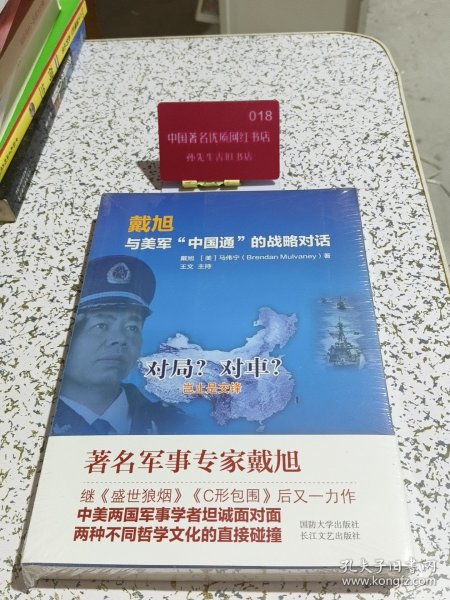 018
中国著名优质网红书店
孙先生古旧书店
戴旭
与美军“中国通”的战略对话
戴旭 [美]马伟宁(Brendan Mulvaney) 著
王文 主持
对局？对冲？
岂止是交锋
著名军事专家戴旭
继《盛世狼烟》《C形包围》后又一力作
中美两国军事学者坦诚面对面
两种不同哲学文化的直接碰撞
国防大学出版社
长江文艺出版社
孔夫子旧书网
www.kongfz.com